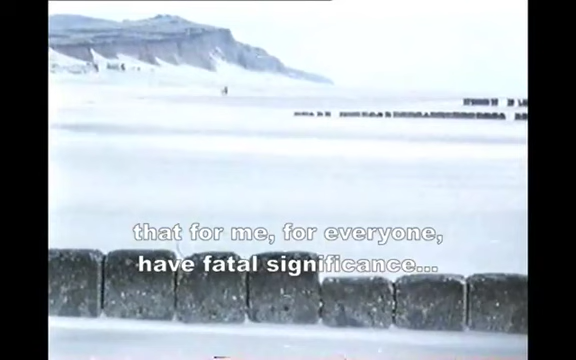 that for me, for everyone,
have fatal significance...